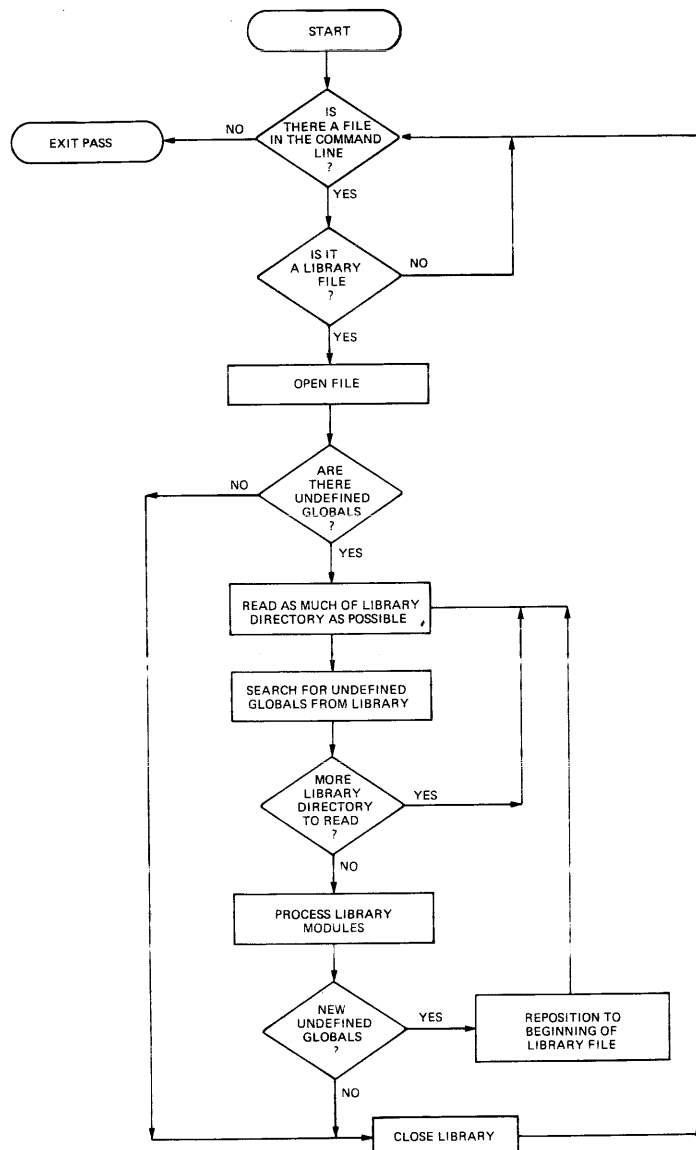 START
IS
THERE A FILE
IN THE COMMAND
LINE
?
NO
EXIT PASS
YES
IS IT
A LIBRARY
FILE
?
NO
YES
OPEN FILE
ARE
THERE
UNDEFINED
GLOBALS
?
NO
YES
READ AS MUCH OF LIBRARY
DIRECTORY AS POSSIBLE
SEARCH FOR UNDEFINED
GLOBALS FROM LIBRARY
MORE
LIBRARY
DIRECTORY
TO READ
?
YES
NO
PROCESS LIBRARY
MODULES
NEW
UNDEFINED
GLOBALS
?
YES
REPOSITION TO
BEGINNING OF
LIBRARY FILE
NO
CLOSE LIBRARY